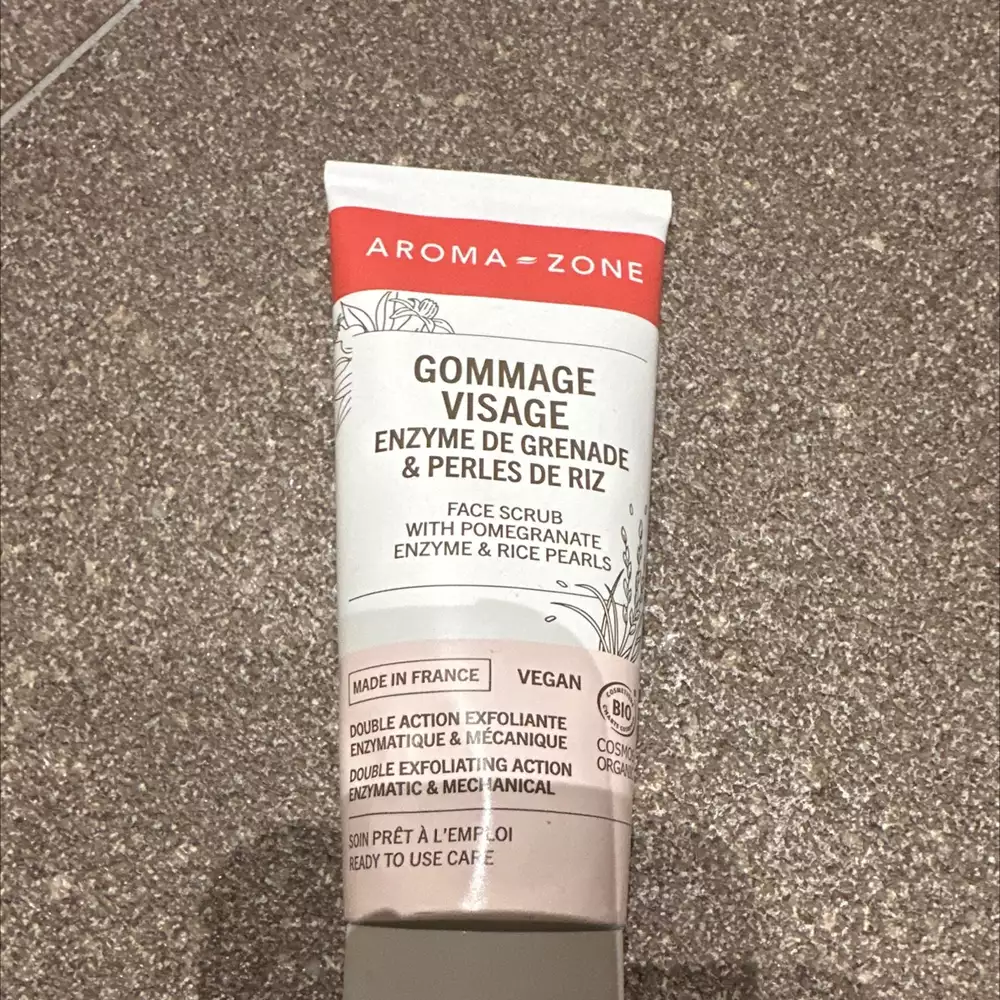 AROMA ZONE
GOMMAGE
VISAGE
ENZYME DE GRENADE
& PERLES DE RIZ
FACE SCRUB
WITH POMEGRANATE
ENZYME & RICE PEARLS
MADE IN FRANCE
VEGAN
BIO
DOUBLE ACTION EXFOLIANTE
ENZYMATIQUE & MÉCANIQUE
DOUBLE EXFOLIATING ACTION
ENZYMATIC & MECHANICAL
SOIN PRÊT À L'EMPLOI
READY TO USE CARE